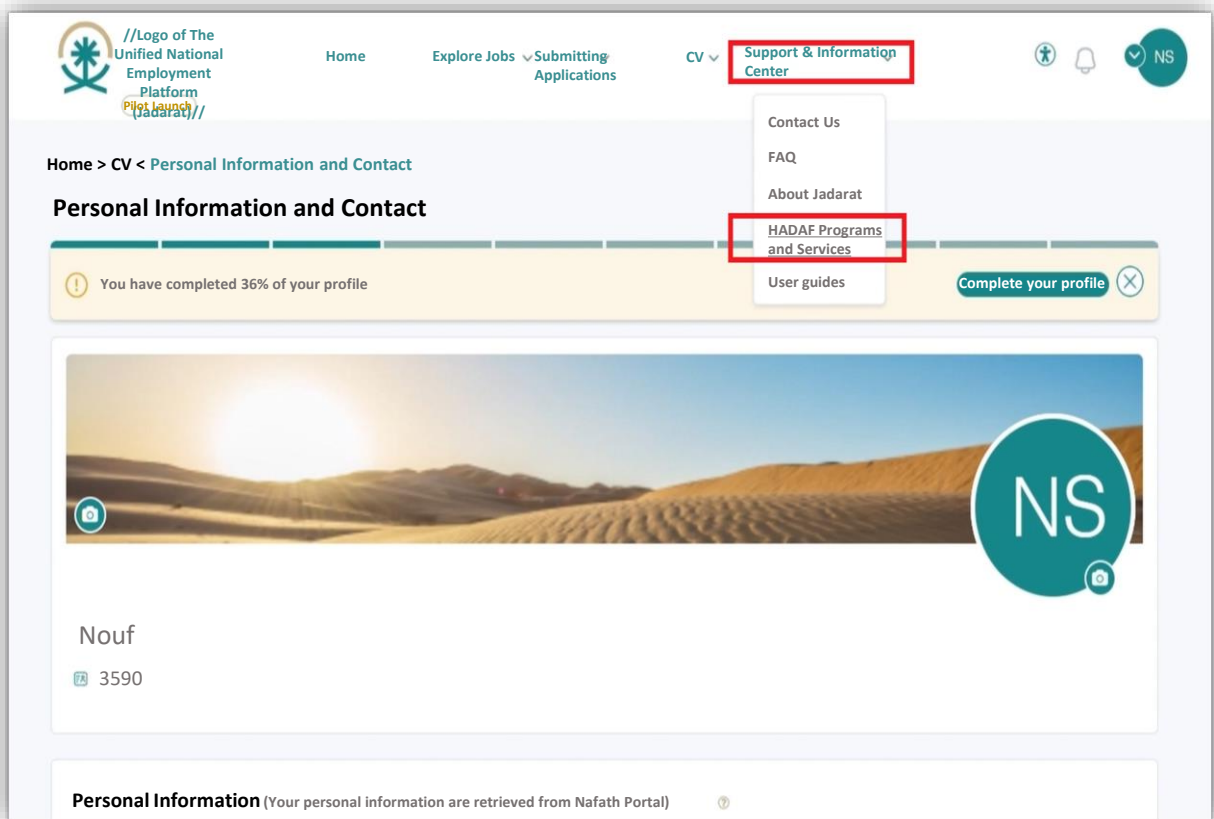 //Logo of The
Unified National
Employment
Platform
Pilot Launch
(Jadarat)//
Home
Explore Jobs
Submitting
Applications
CV
Support & Information
Center
NS
Contact Us
FAQ
About Jadarat
HADAF Programs
and Services
User guides
Home > CV < Personal Information and Contact
Personal Information and Contact
You have completed 36% of your profile
Complete your profile
NS
Nouf
3590
Personal Information (Your personal information are retrieved from Nafath Portal)